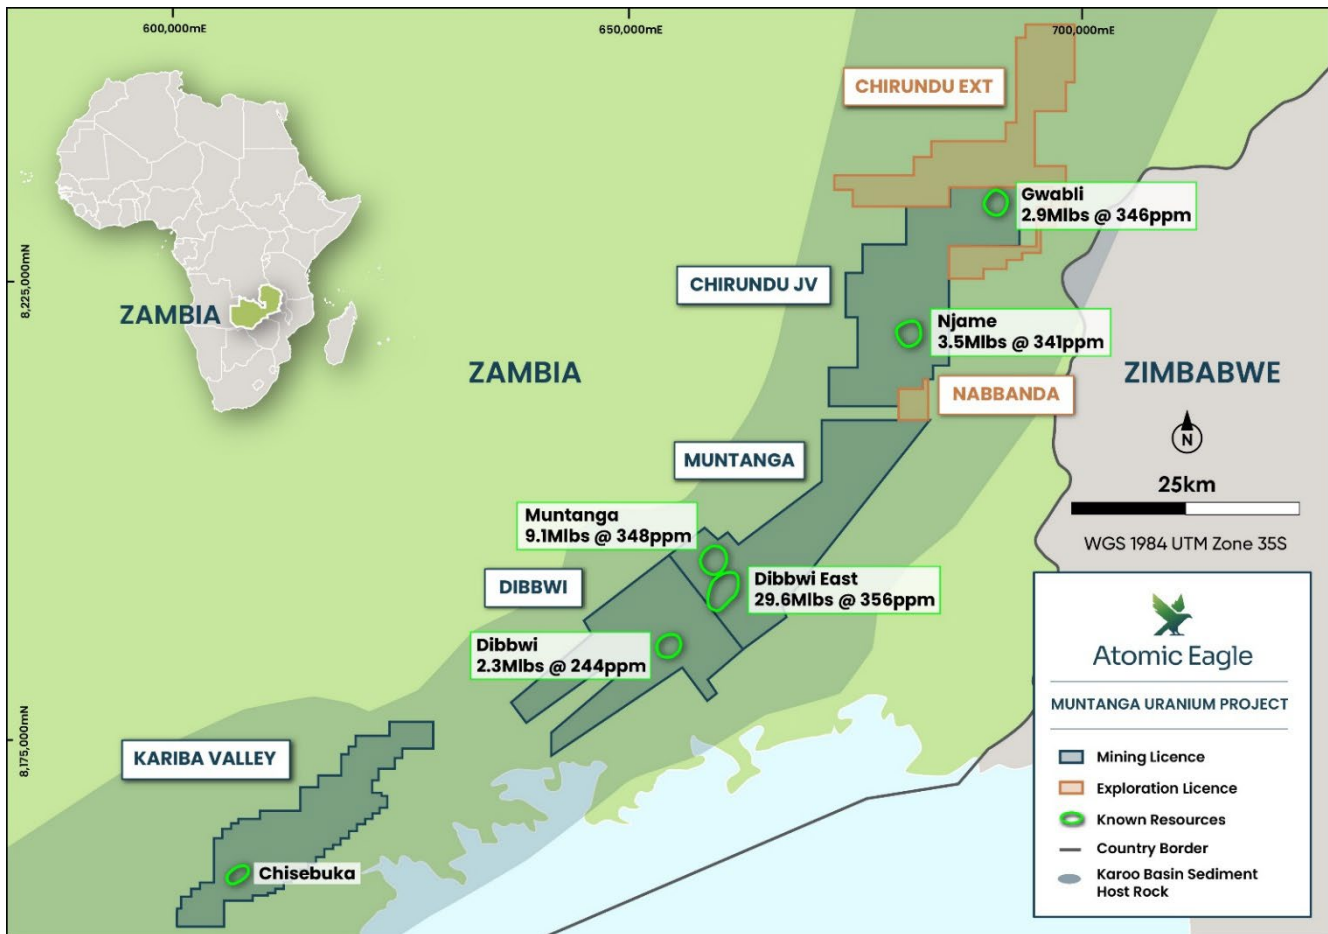 600,000mE
650,000mE
700,000mE
8,225,000mN
8,175,000mN
ZAMBIA
ZAMBIA
ZIMBABWE
CHIRUNDU EXT
Gwabli
2.9Mlbs @ 346ppm
CHIRUNDU JV
Njame
3.5Mlbs @ 341ppm
NABBANDA
MUNTANGA
Muntanga
9.1Mlbs @ 348ppm
DIBBWI
Dibbwi East
29.6Mlbs @ 356ppm
Dibbwi
2.3Mlbs @ 244ppm
KARIBA VALLEY
Chisebuka
N
25km
WGS 1984 UTM Zone 35S
Atomic Eagle
MUNTANGA URANIUM PROJECT
Mining Licence
Exploration Licence
Known Resources
Country Border
Karoo Basin Sediment
Host Rock